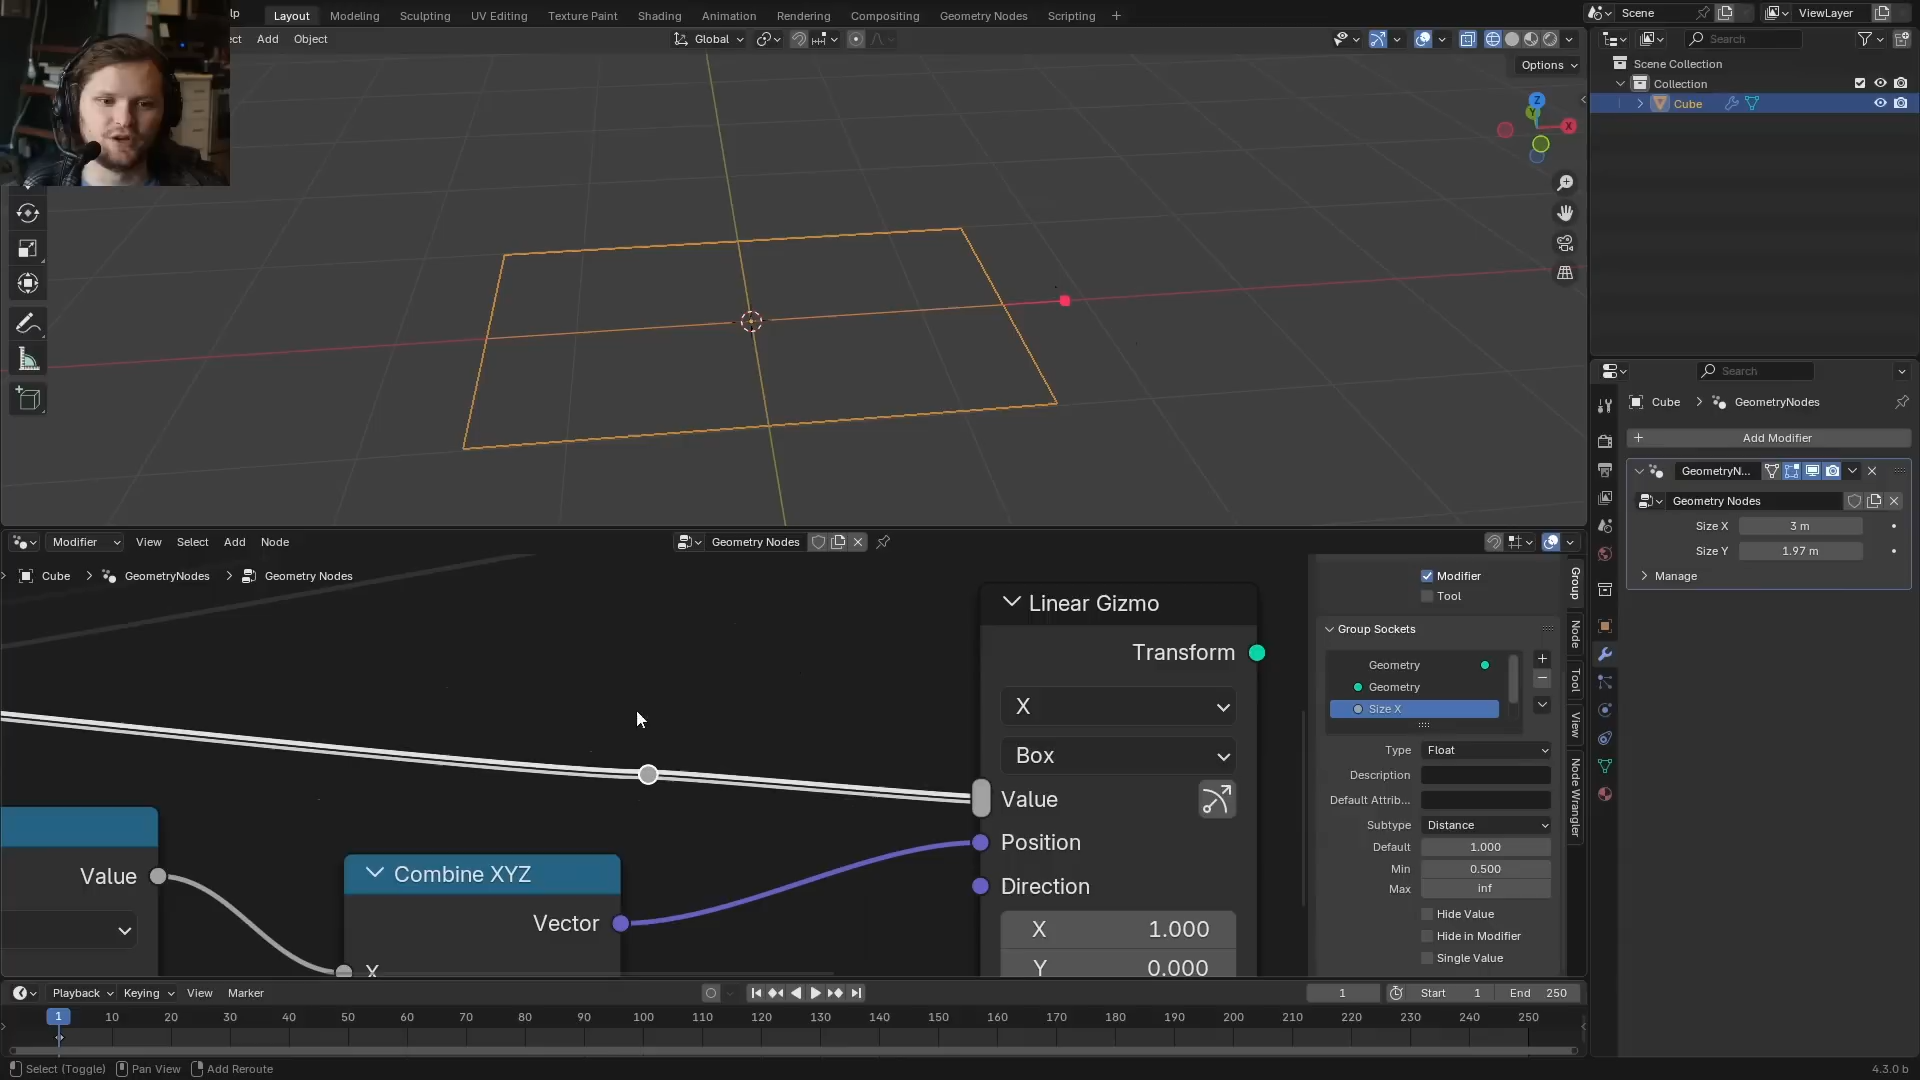 lp
Layout
Modeling
Sculpting
UV Editing
Texture Paint
Shading
Animation
Rendering
Compositing
Geometry Nodes
Scripting
+
Scene
ViewLayer
ect
Add
Object
Global
Search
Options
Scene Collection
Collection
Cube
Z
Y
X
Search
Cube
GeometryNodes
+ Add Modifier
GeometryN...
Geometry Nodes
Size X 3 m
Size Y 1.97 m
Manage
Modifier
View
Select
Add
Node
Geometry Nodes
Cube
GeometryNodes
Geometry Nodes
Linear Gizmo
Transform
X
Box
Value
Position
Direction
X 1.000
Y 0.000
Value
Combine XYZ
Vector
X
Modifier
Tool
Group Sockets
Geometry
Geometry
Size X
Type Float
Description
Default Attrib...
Subtype Distance
Default 1.000
Min 0.500
Max inf
Hide Value
Hide in Modifier
Single Value
Group
Node
Tool
View
Node Wrangler
Playback
Keying
View
Marker
1
Start 1
End 250
1 10 20 30 40 50 60 70 80 90 100 110 120 130 140 150 160 170 180 190 200 210 220 230 240 250
Select (Toggle)
Pan View
Add Reroute
4.3.0 b